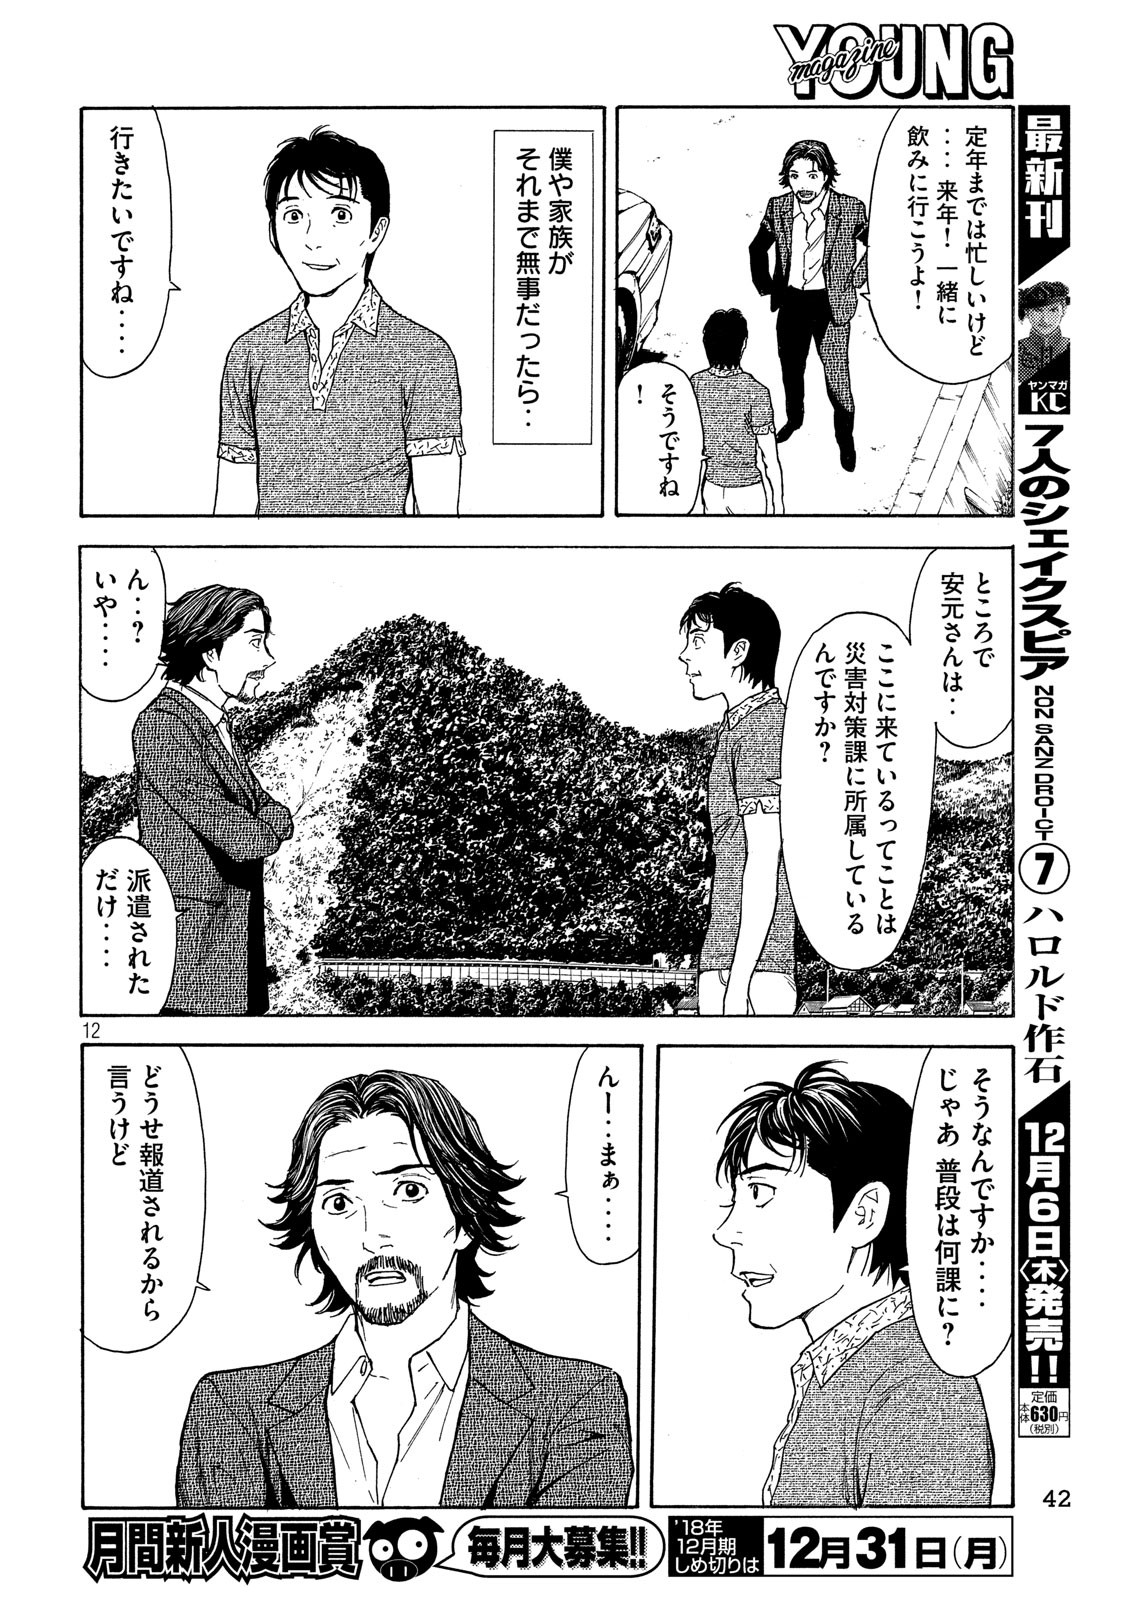 YOUNG
magazine
定年までは忙しいけど
‥‥来年！一緒に
飲みに行こうよ！
そうですね
！
僕や家族が
それまで無事だったら‥
行きたいですね‥‥
ところで
安元さんは‥
ここに来ているってことは
災害対策課に所属している
んですか？
ん‥？
いや‥‥
派遣された
だけ‥‥
12
そうなんですか‥‥
じゃあ 普段は何課に？
んー‥まぁ‥‥
どうせ報道されるから
言うけど
最新刊
ヤンマガ
KC
7人のシェイクスピア
NON SANZ DROICT
7
ハロルド作石
12月6日〈木〉発売!!
定価
本体630円
（税別）
42
月間新人漫画賞
毎月大募集!!
'18年
12月期
しめ切りは
12月31日（月）